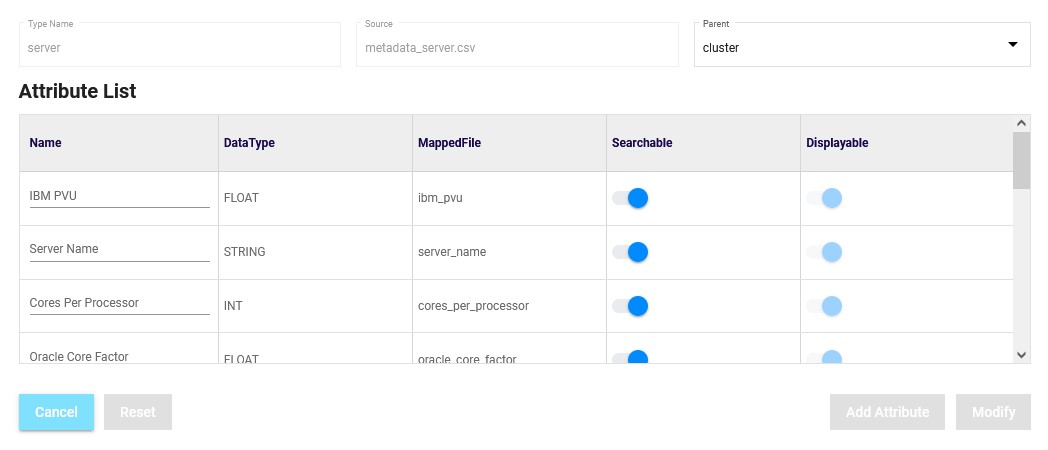 Type Name Source Parent
server metadata_server.csv cluster
Attribute List
Name DataType MappedFile Searchable Displayable
IBM PVU FLOAT ibm_pvu
Server Name STRING server_name
Cores Per Processor INT cores_per_processor
Oracle Core Factor FLOAT oracle_core_factor
Cancel Reset Add Attribute Modify